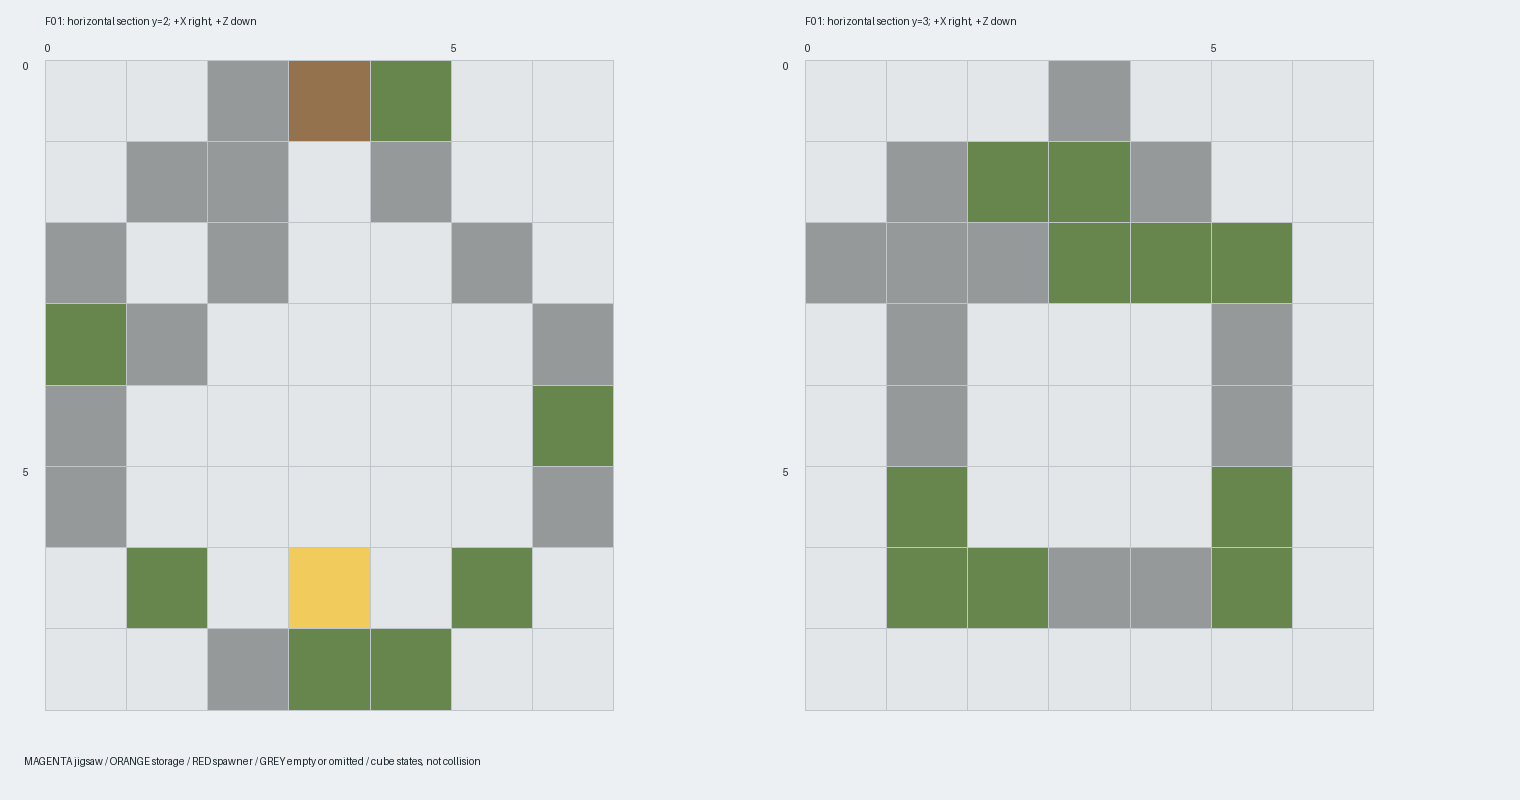 F01: horizontal section y=2; +X right, +Z down
0 5
0
5
F01: horizontal section y=3; +X right, +Z down
0 5
0
5
MAGENTA jigsaw / ORANGE storage / RED spawner / GREY empty or omitted / cube states, not collision